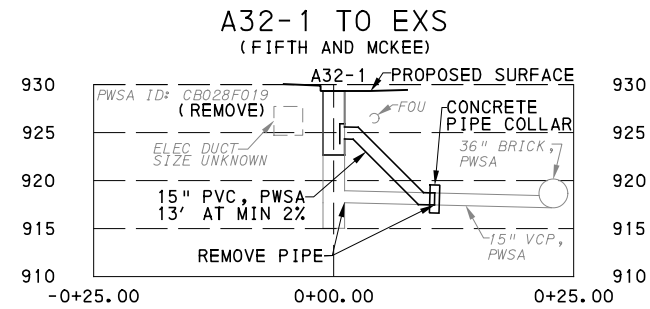 A32-1 TO EXS
(FIFTH AND MCKEE)
A32-1
PROPOSED SURFACE
930
930
PWSA ID: CB028F019
(REMOVE)
FOU
CONCRETE
PIPE COLLAR
925
925
ELEC DUCT
SIZE UNKNOWN
36" BRICK,
PWSA
920
920
15" PVC, PWSA
13' AT MIN 2%
915
915
15" VCP,
PWSA
REMOVE PIPE
910
910
-0+25.00
0+00.00
0+25.00